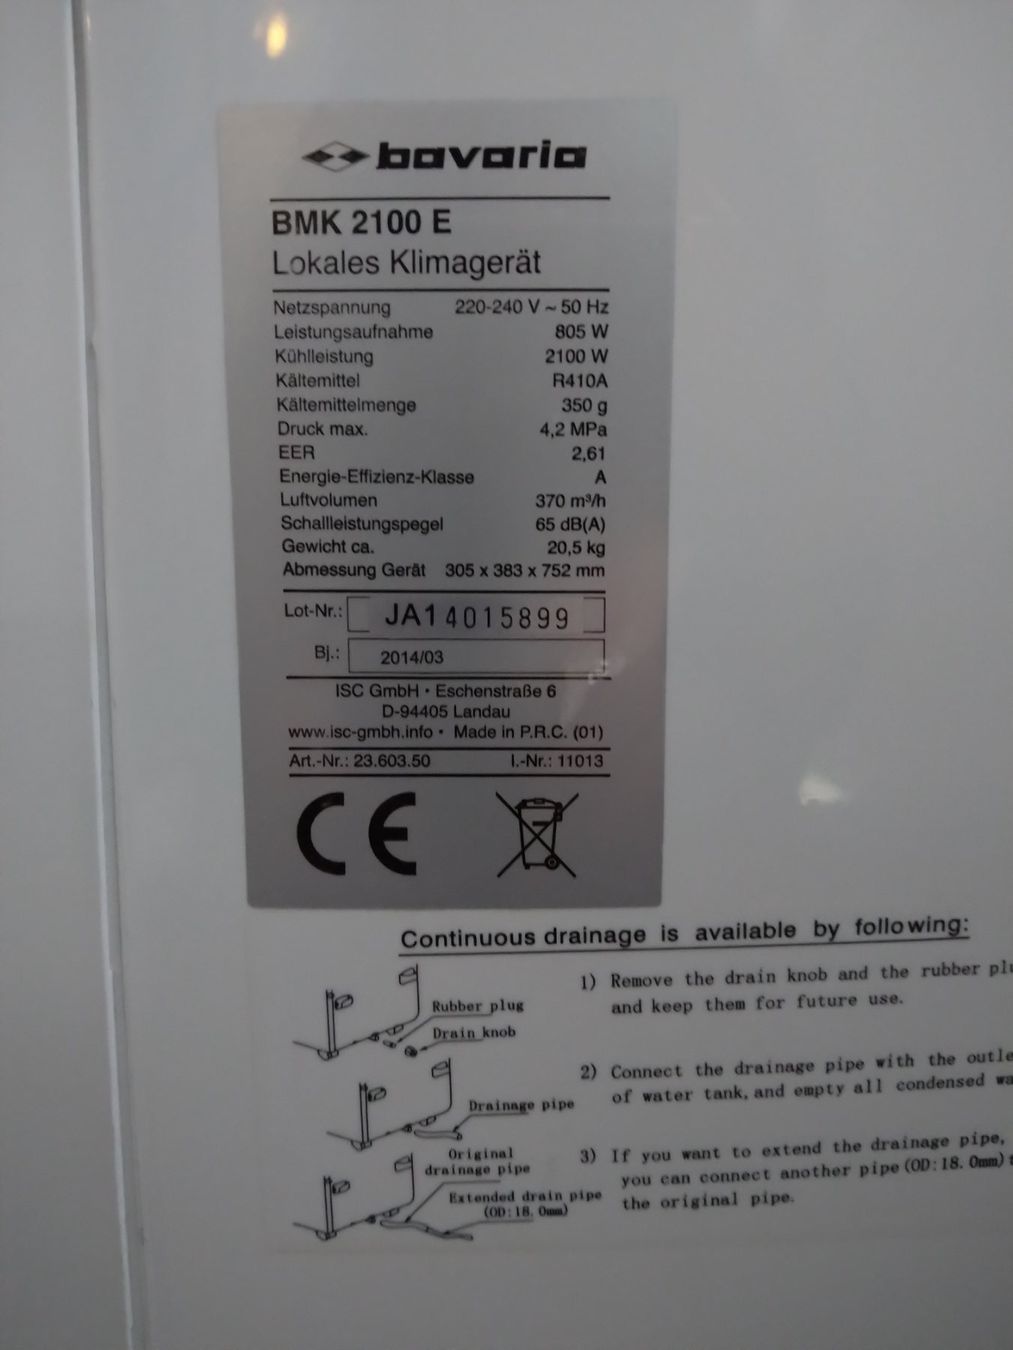 bavaria
BMK 2100 E
Lokales Klimagerät
Netzspannung 220-240 V ~ 50 Hz
Leistungsaufnahme 805 W
Kühlleistung 2100 W
Kältemittel R410A
Kältemittelmenge 350 g
Druck max. 4,2 MPa
EER 2,61
Energie-Effizienz-Klasse A
Luftvolumen 370 m³/h
Schallleistungspegel 65 dB(A)
Gewicht ca. 20,5 kg
Abmessung Gerät 305 x 383 x 752 mm
Lot-Nr.: JA14015899
Bj.: 2014/03
ISC GmbH · Eschenstraße 6
D-94405 Landau
www.isc-gmbh.info · Made in P.R.C. (01)
Art.-Nr.: 23.603.50 I.-Nr.: 11013
CE
Continuous drainage is available by following:
Rubber plug
Drain knob
1) Remove the drain knob and the rubber
and keep them for future use.
Drainage pipe
2) Connect the drainage pipe with the
of water tank, and empty all condensed
Original
drainage pipe
Extended drain pipe
(OD:18.0mm)
3) If you want to extend the drainage pipe,
you can connect another pipe (OD:18.0mm)
the original pipe.